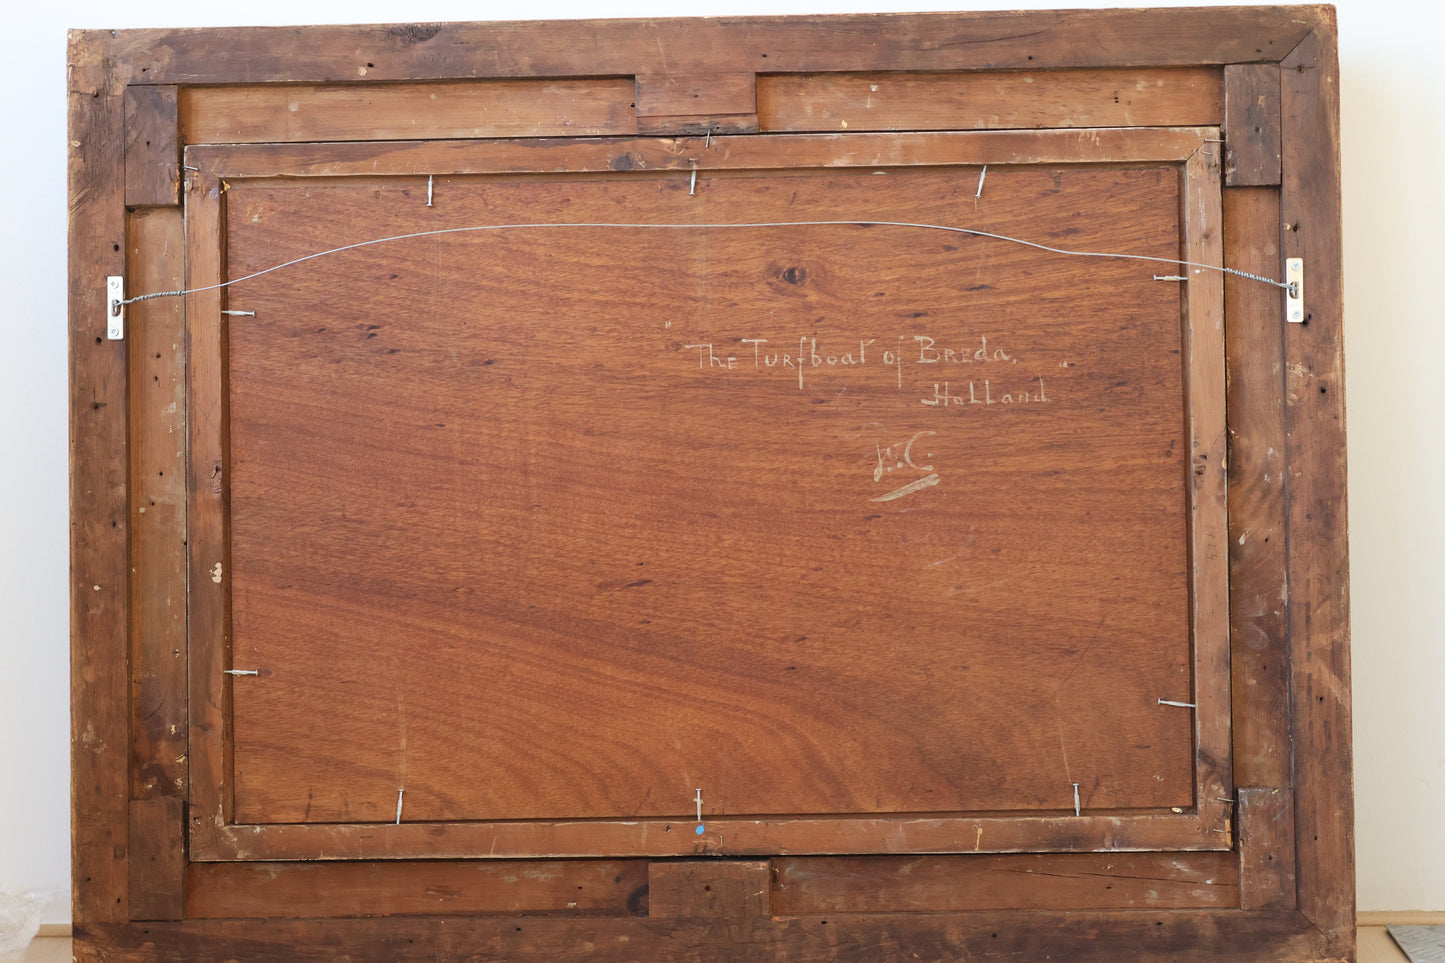 The Turfboat of Breda.
Holland